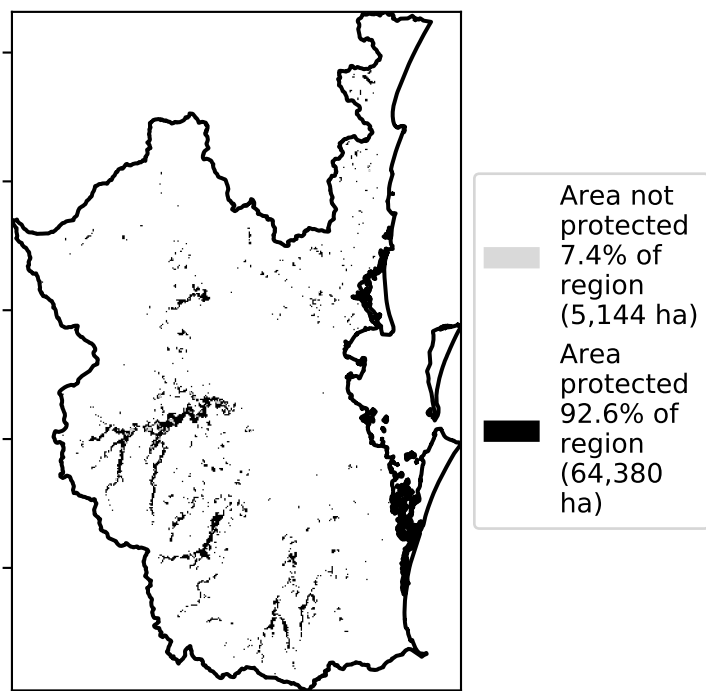 Area not
protected
7.4% of
region
(5,144 ha)
Area
protected
92.6% of
region
(64,380
ha)